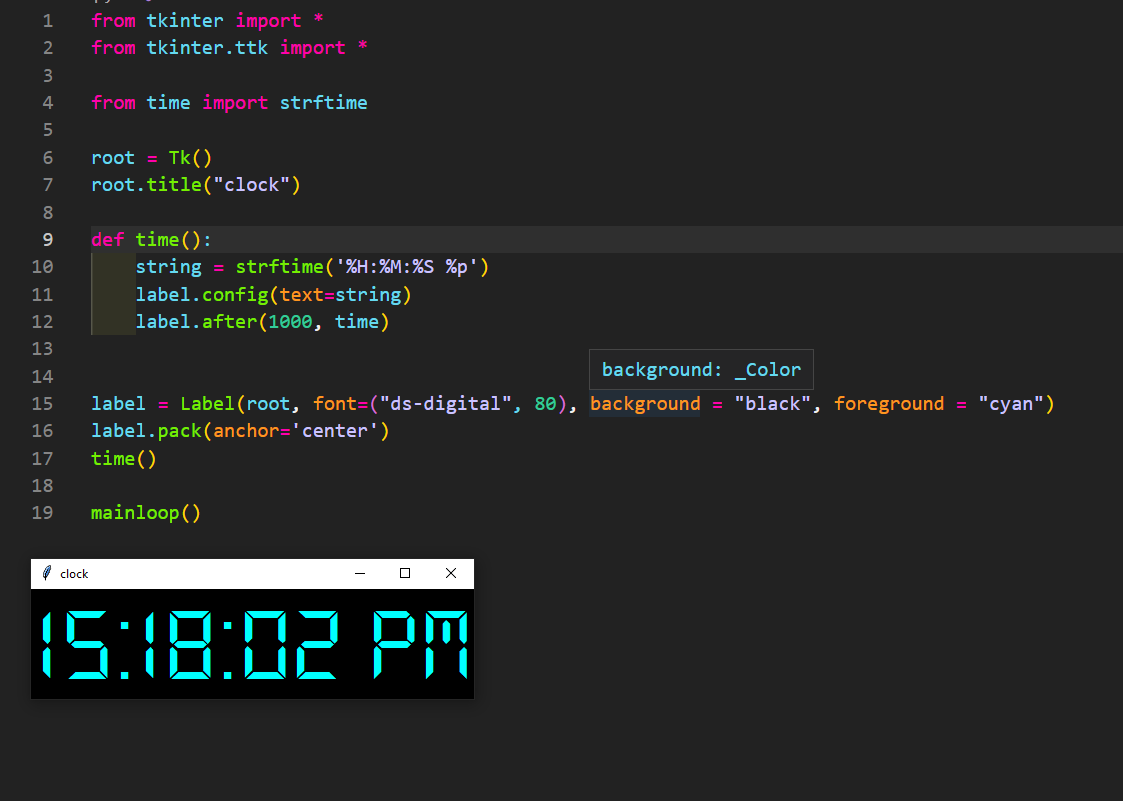 1 from tkinter import *
2 from tkinter.ttk import *
3
4 from time import strftime
5
6 root = Tk()
7 root.title("clock")
8
9 def time():
10     string = strftime('%H:%M:%S %p')
11     label.config(text=string)
12     label.after(1000, time)
13
14
background: _Color
15 label = Label(root, font=("ds-digital", 80), background = "black", foreground = "cyan")
16 label.pack(anchor='center')
17 time()
18
19 mainloop()
clock
15:18:02 PM